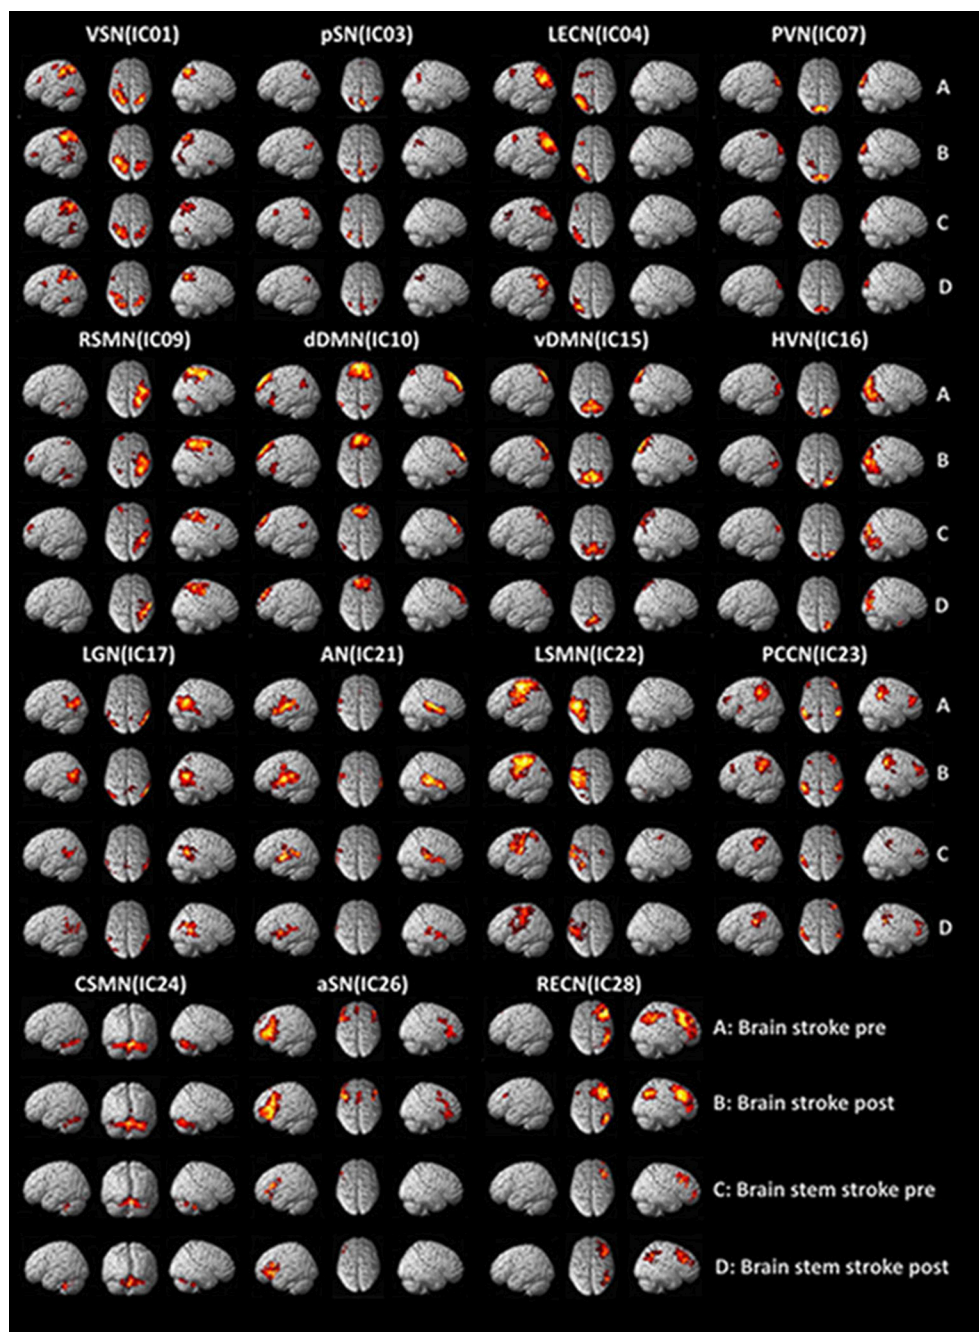 VSN(IC01) pSN(IC03) LECN(IC04) PVN(IC07)
A
B
C
D
RSMN(IC09) dDMN(IC10) vDMN(IC15) HVN(IC16)
A
B
C
D
LGN(IC17) AN(IC21) LSMN(IC22) PCCN(IC23)
A
B
C
D
CSMN(IC24) aSN(IC26) RECN(IC28)
A: Brain stroke pre
B: Brain stroke post
C: Brain stem stroke pre
D: Brain stem stroke post